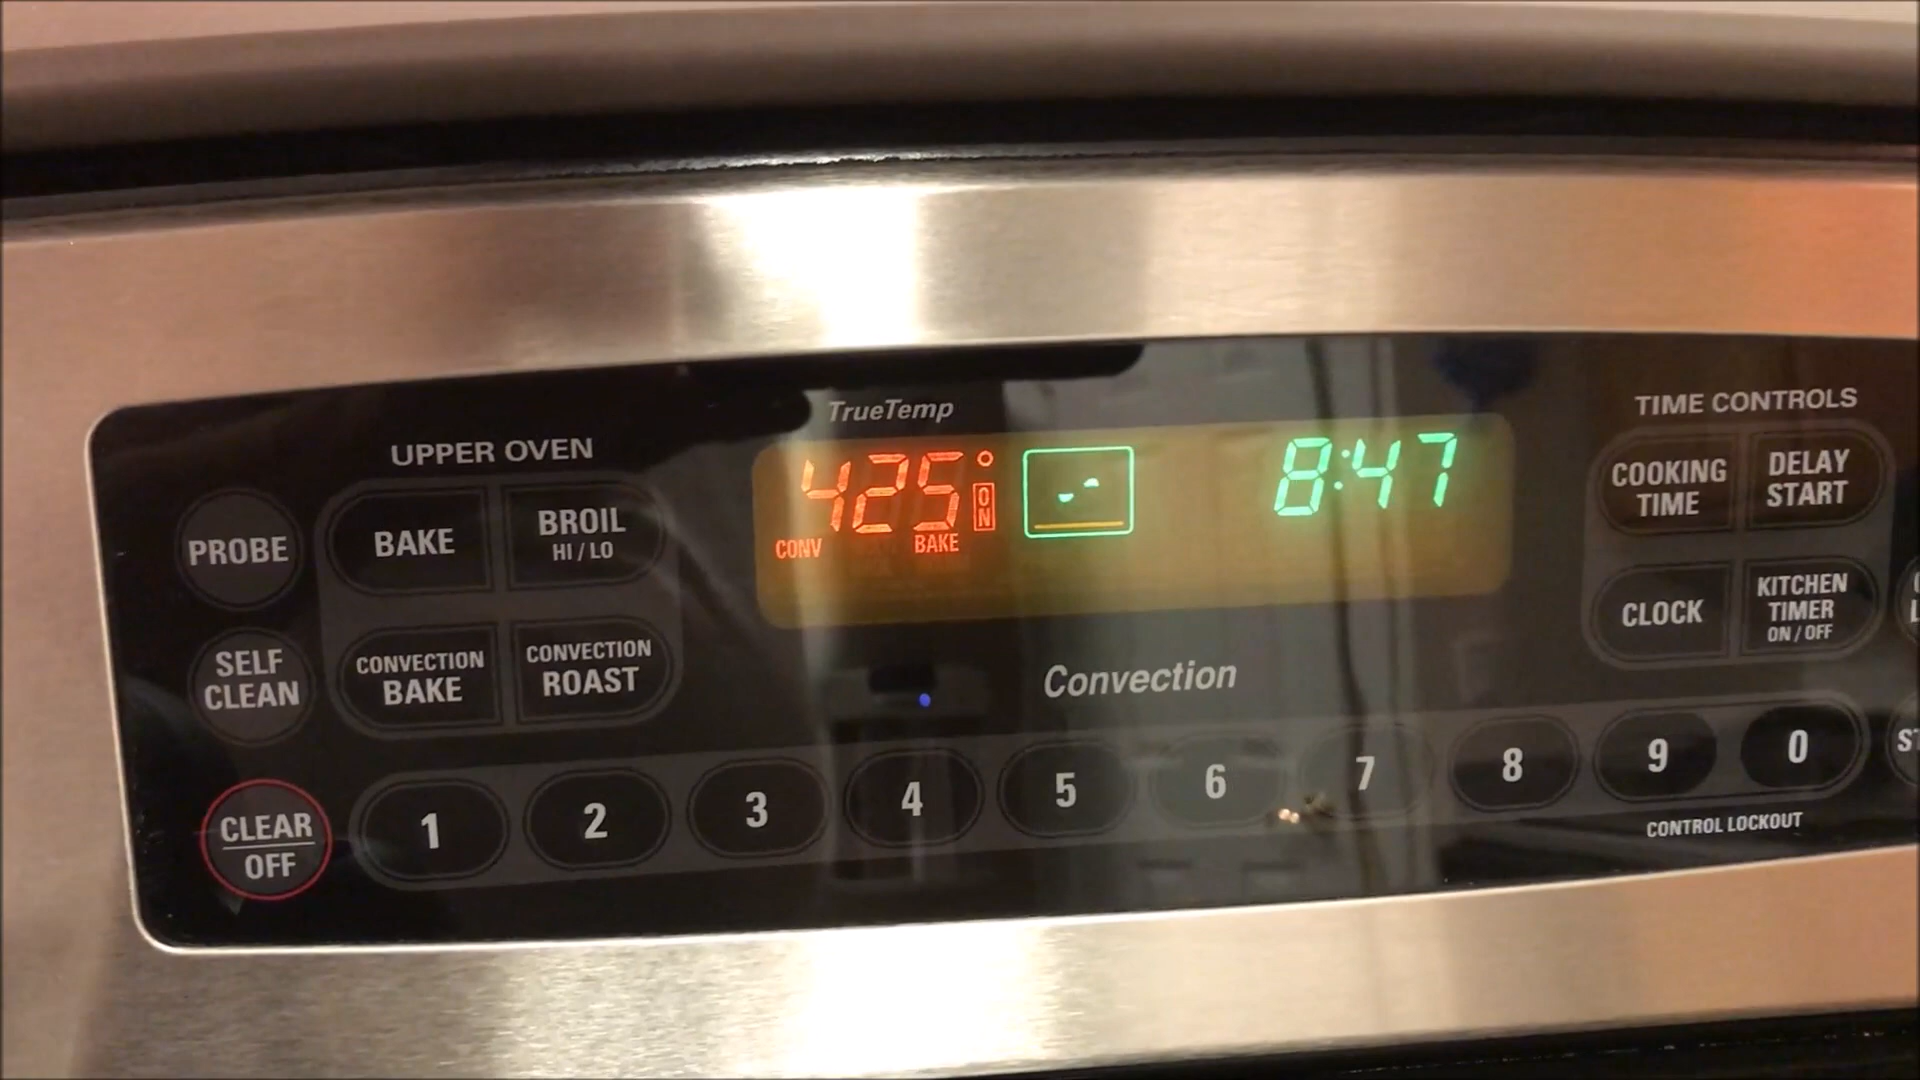 TrueTemp
UPPER OVEN
TIME CONTROLS
425° ON
CONV BAKE
8:47
PROBE
BAKE
BROIL
HI / LO
COOKING
TIME
DELAY
START
SELF
CLEAN
CONVECTION
BAKE
CONVECTION
ROAST
Convection
CLOCK
KITCHEN
TIMER
ON / OFF
CLEAR
OFF
1 2 3 4 5 6 7 8 9 0
CONTROL LOCKOUT